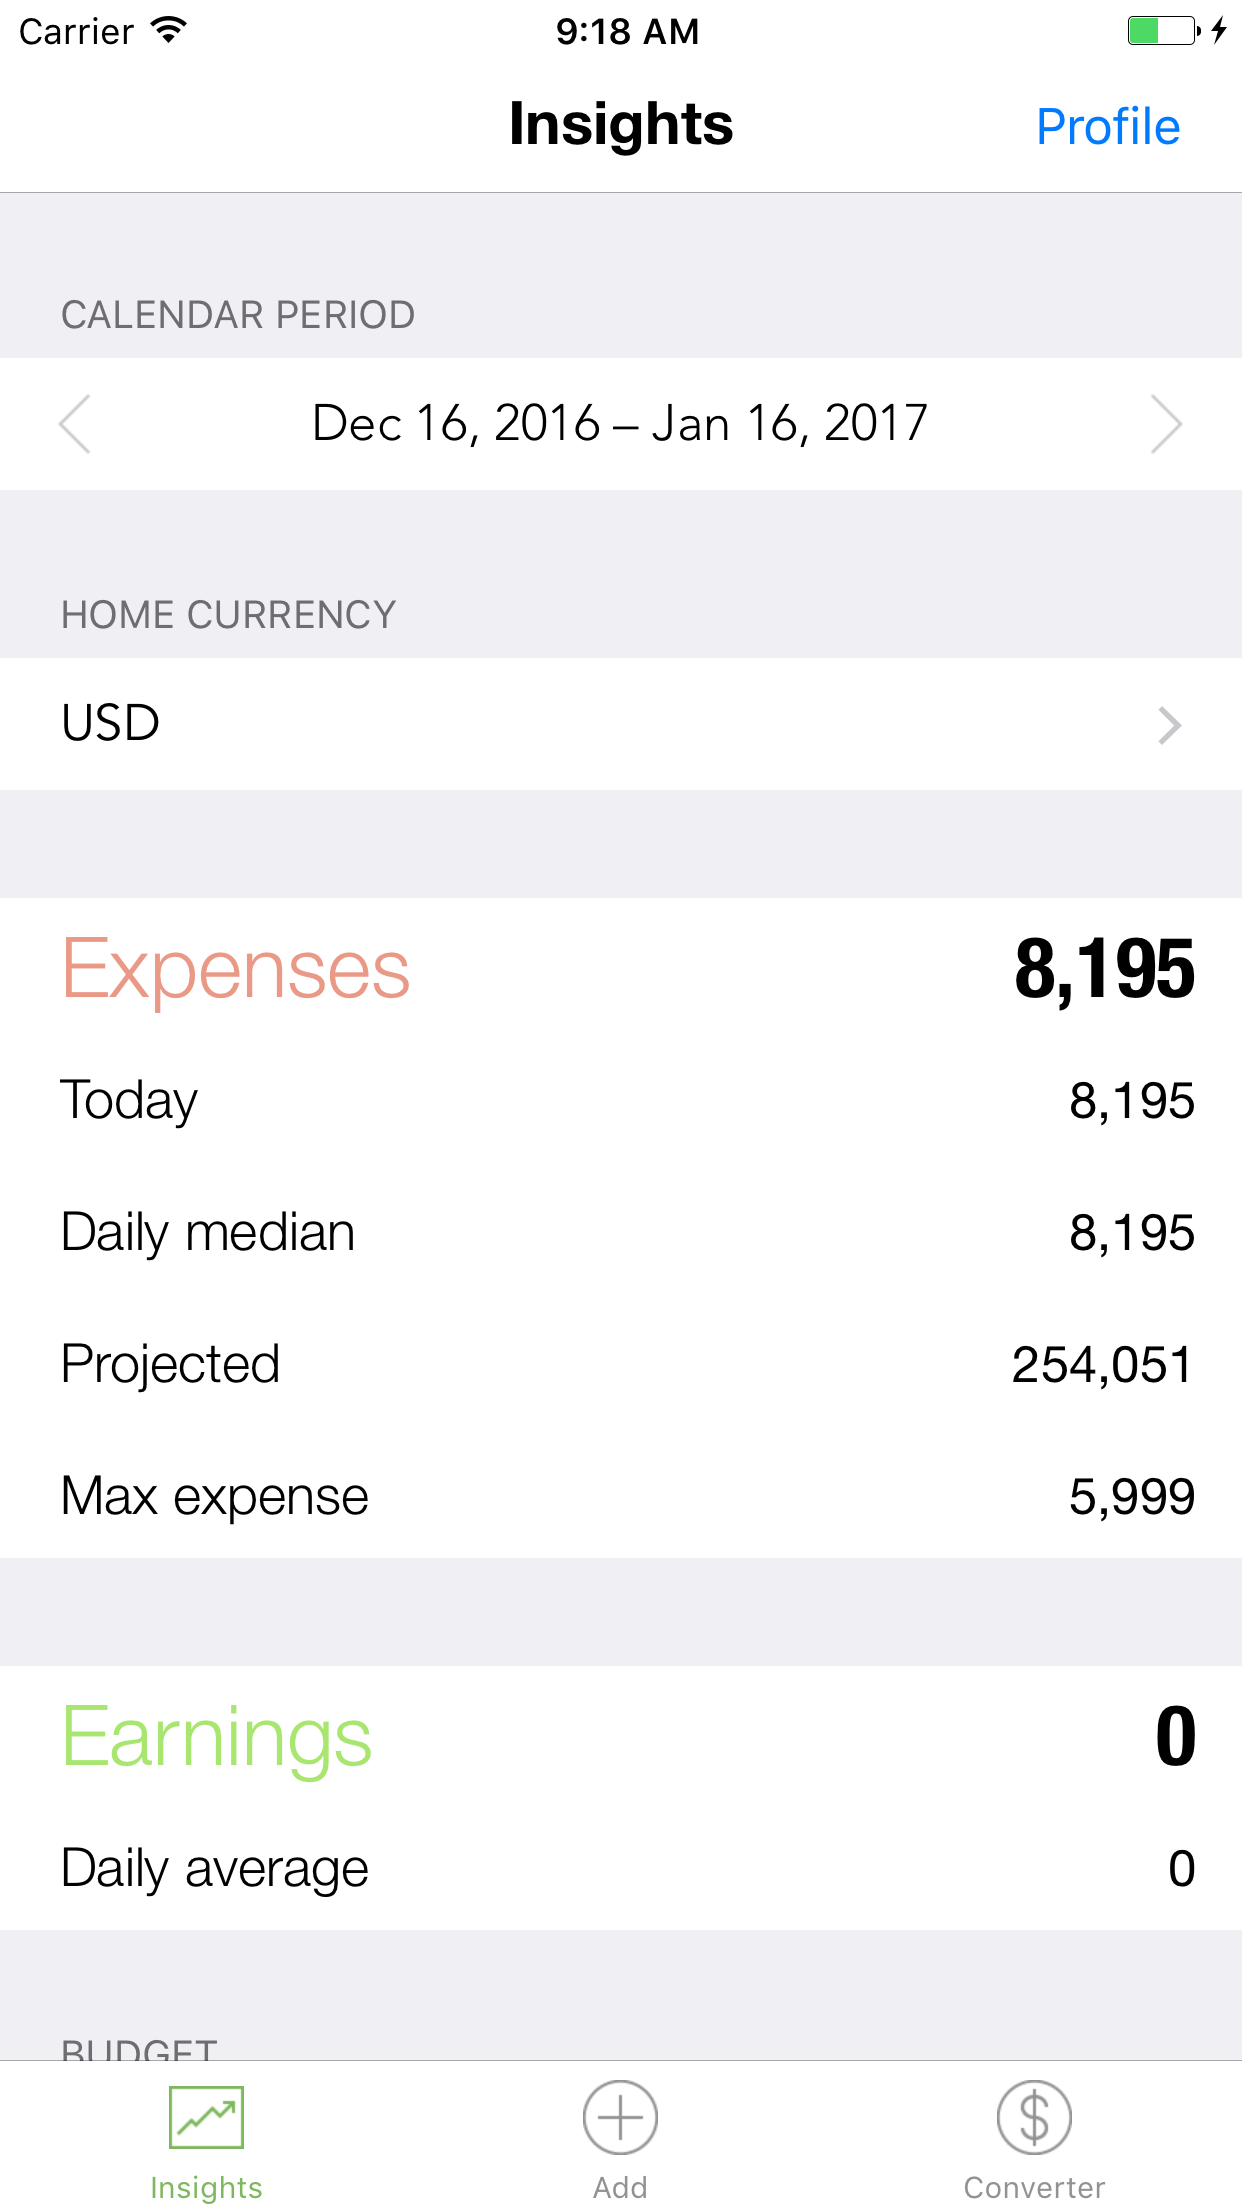 Carrier 9:18 AM
Insights Profile
CALENDAR PERIOD
Dec 16, 2016 – Jan 16, 2017
HOME CURRENCY
USD
Expenses 8,195
Today 8,195
Daily median 8,195
Projected 254,051
Max expense 5,999
Earnings 0
Daily average 0
BUDGET
Insights Add Converter